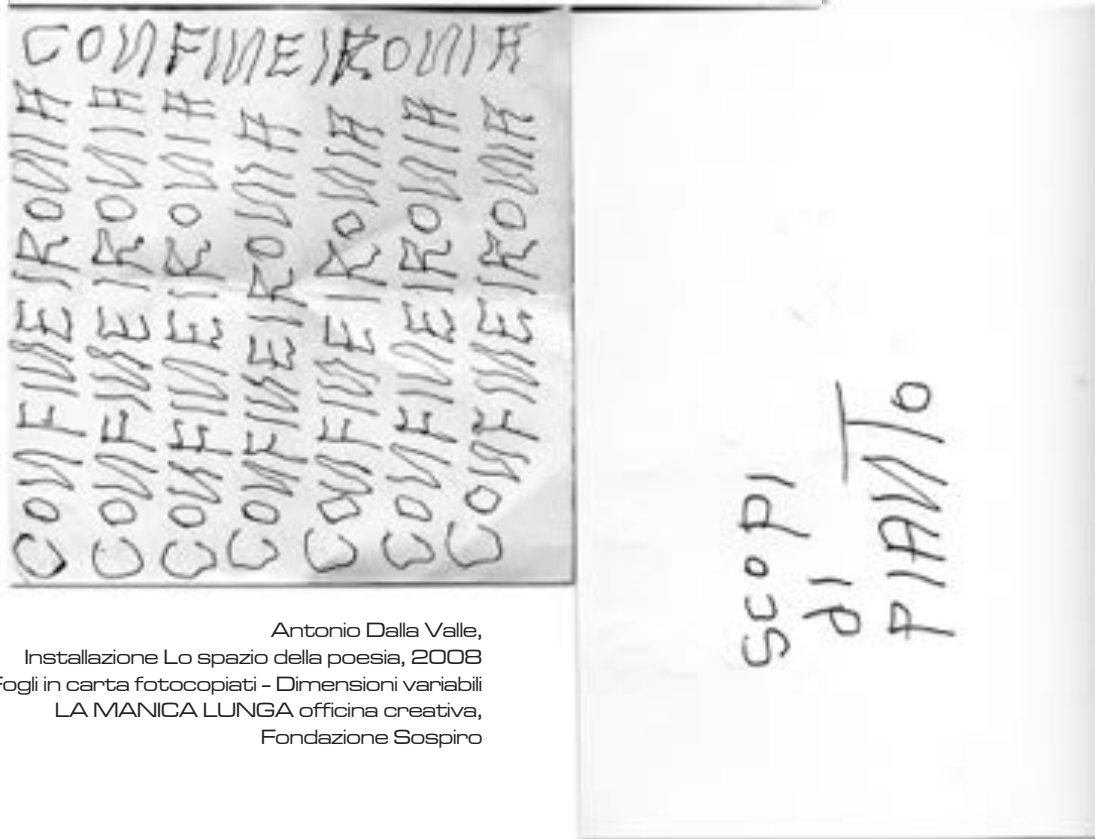 CONFINEIRONIA
CONFINEIRONIA
CONFINEIRONIA
CONFINEIRONIA
CONFINEIRONIA
CONFINEIRONIA
CONFINEIRONIA
CONFINEIRONIA
scopi
di
PIANTo
Antonio Dalla Valle,
Installazione Lo spazio della poesia, 2008
Fogli in carta fotocopiati - Dimensioni variabili
LA MANICA LUNGA officina creativa,
Fondazione Sospiro